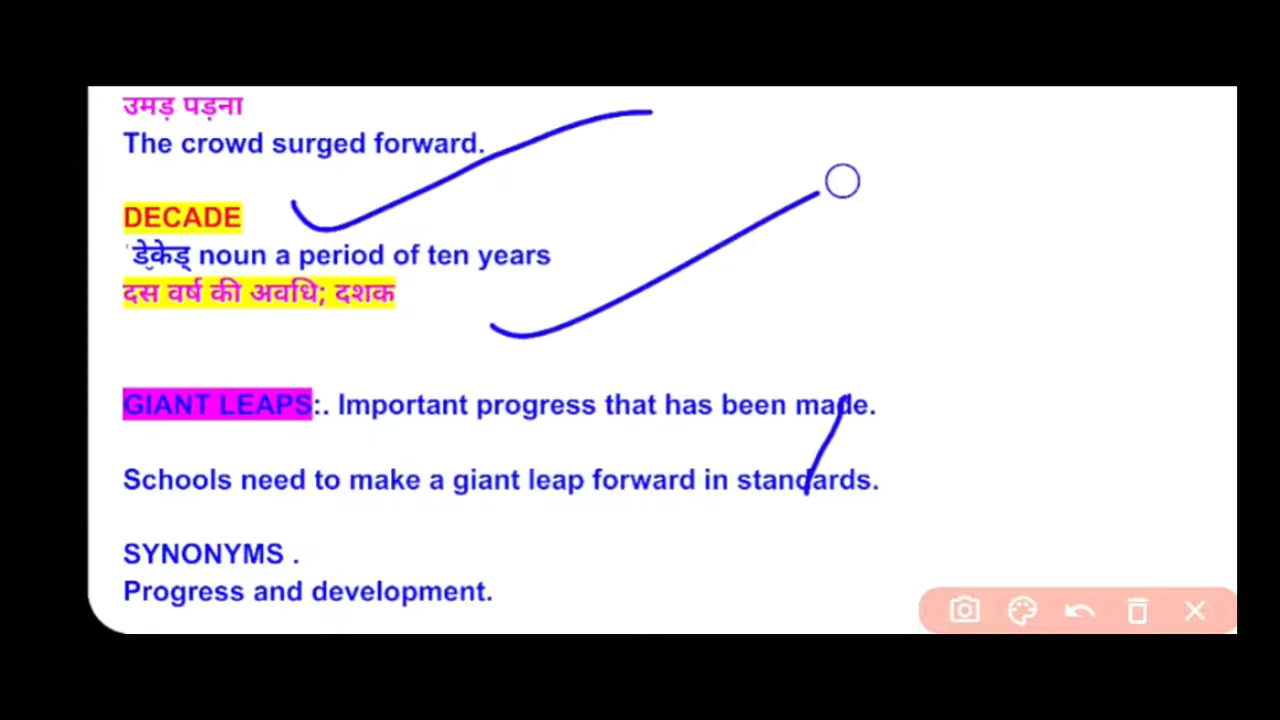 उमड़ पड़ना
The crowd surged forward.
DECADE
ˈडे़केड् noun a period of ten years
दस वर्ष की अवधि; दशक
GIANT LEAPS:. Important progress that has been made.
Schools need to make a giant leap forward in standards.
SYNONYMS .
Progress and development.